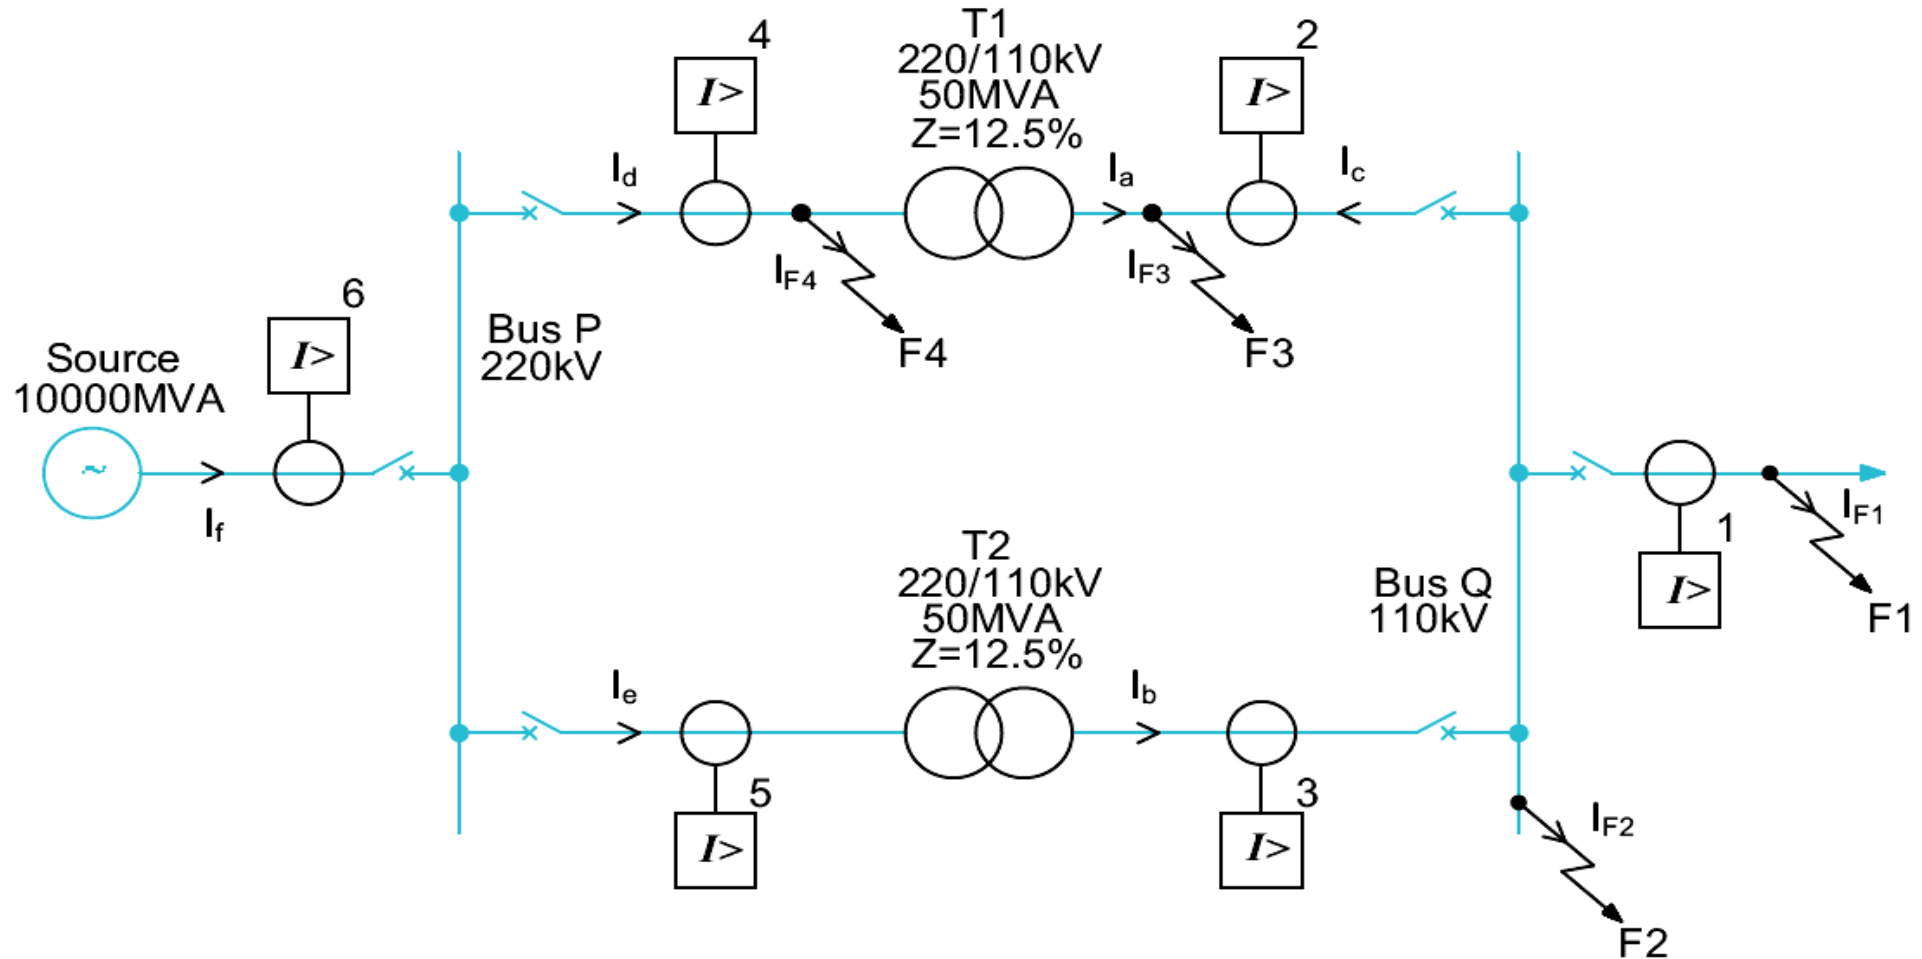 4
I>
T1
220/110kV
50MVA
Z=12.5%
2
I>
Id
Ia
Ic
IF4
F4
IF3
F3
6
I>
Source
10000MVA
~
If
Bus P
220kV
T2
220/110kV
50MVA
Z=12.5%
Bus Q
110kV
1
I>
IF1
F1
Ie
Ib
5
I>
3
I>
IF2
F2